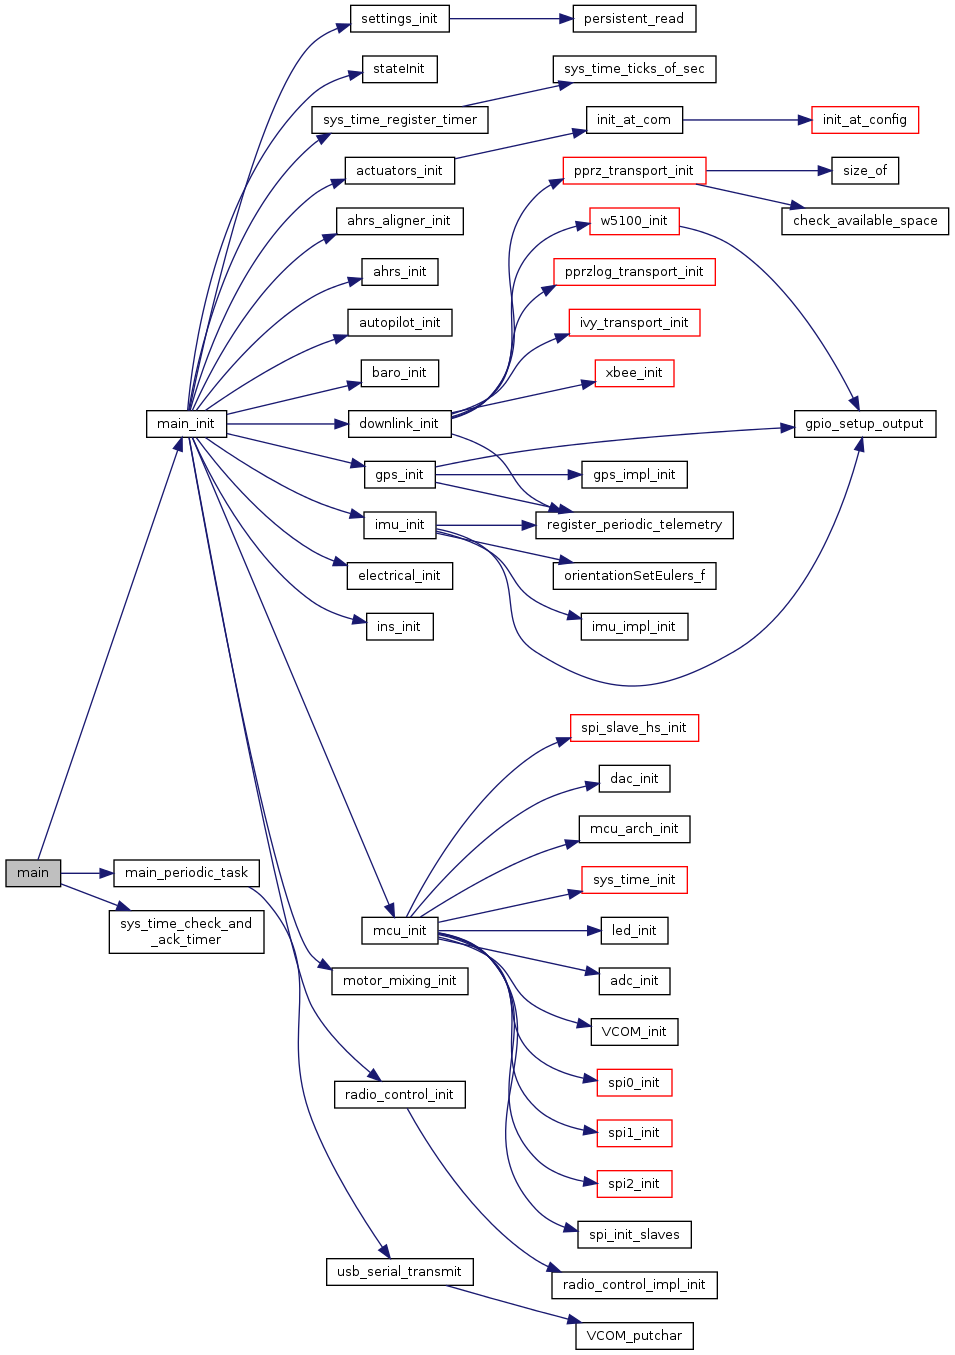 settings_init
persistent_read
stateInit
sys_time_ticks_of_sec
sys_time_register_timer
init_at_com
init_at_config
actuators_init
pprz_transport_init
size_of
ahrs_aligner_init
w5100_init
check_available_space
ahrs_init
pprzlog_transport_init
autopilot_init
ivy_transport_init
baro_init
xbee_init
main_init
downlink_init
gpio_setup_output
gps_init
gps_impl_init
imu_init
register_periodic_telemetry
electrical_init
orientationSetEulers_f
ins_init
imu_impl_init
spi_slave_hs_init
dac_init
mcu_arch_init
main
main_periodic_task
sys_time_init
sys_time_check_and
_ack_timer
mcu_init
led_init
motor_mixing_init
adc_init
VCOM_init
radio_control_init
spi0_init
spi1_init
spi2_init
spi_init_slaves
usb_serial_transmit
radio_control_impl_init
VCOM_putchar